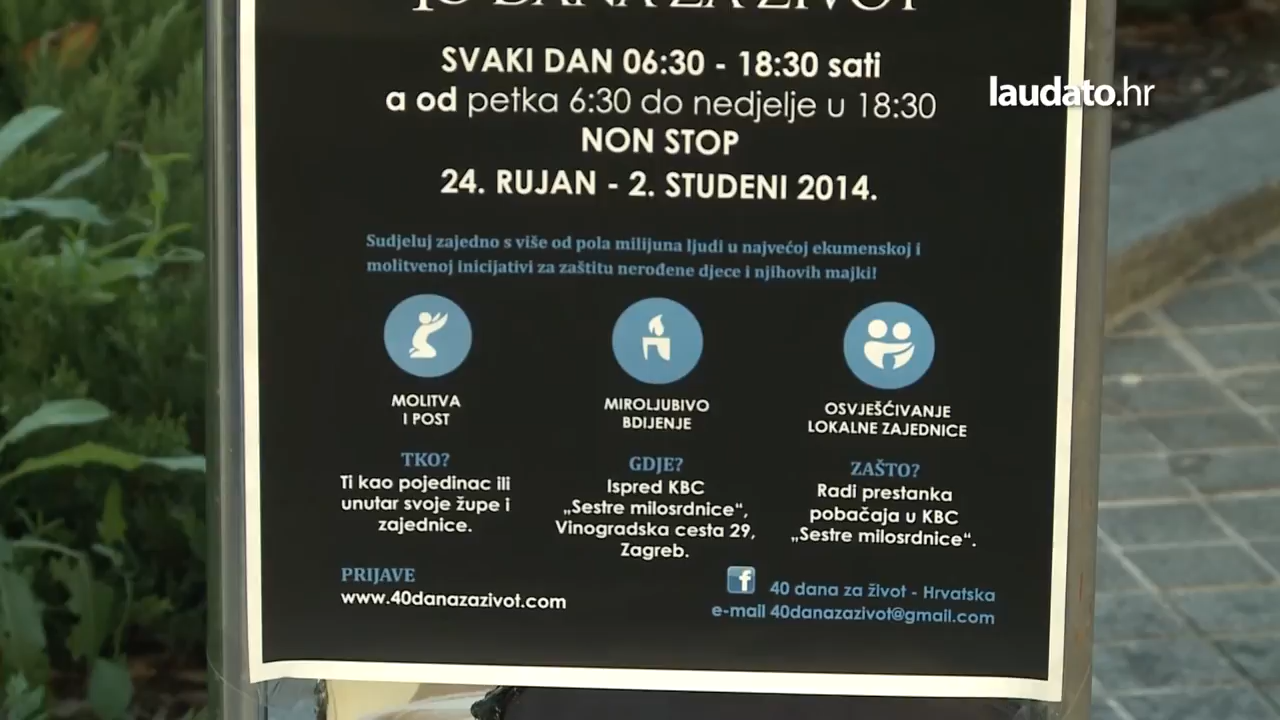 40 DANA ZA ŽIVOT
SVAKI DAN 06:30 - 18:30 sati
a od petka 6:30 do nedjelje u 18:30
NON STOP
24. RUJAN - 2. STUDENI 2014.
laudato.hr
Sudjeluj zajedno s više od pola milijuna ljudi u najvećoj ekumenskoj i
molitvenoj inicijativi za zaštitu nerođene djece i njihovih majki!
MOLITVA
I POST
TKO?
Ti kao pojedinac ili
unutar svoje župe i
zajednice.
MIROLJUBIVO
BDIJENJE
GDJE?
Ispred KBC
„Sestre milosrdnice“,
Vinogradska cesta 29,
Zagreb.
OSVJEŠĆIVANJE
LOKALNE ZAJEDNICE
ZAŠTO?
Radi prestanka
pobačaja u KBC
„Sestre milosrdnice“.
PRIJAVE
www.40danazazivot.com
f 40 dana za život - Hrvatska
e-mail 40danazazivot@gmail.com